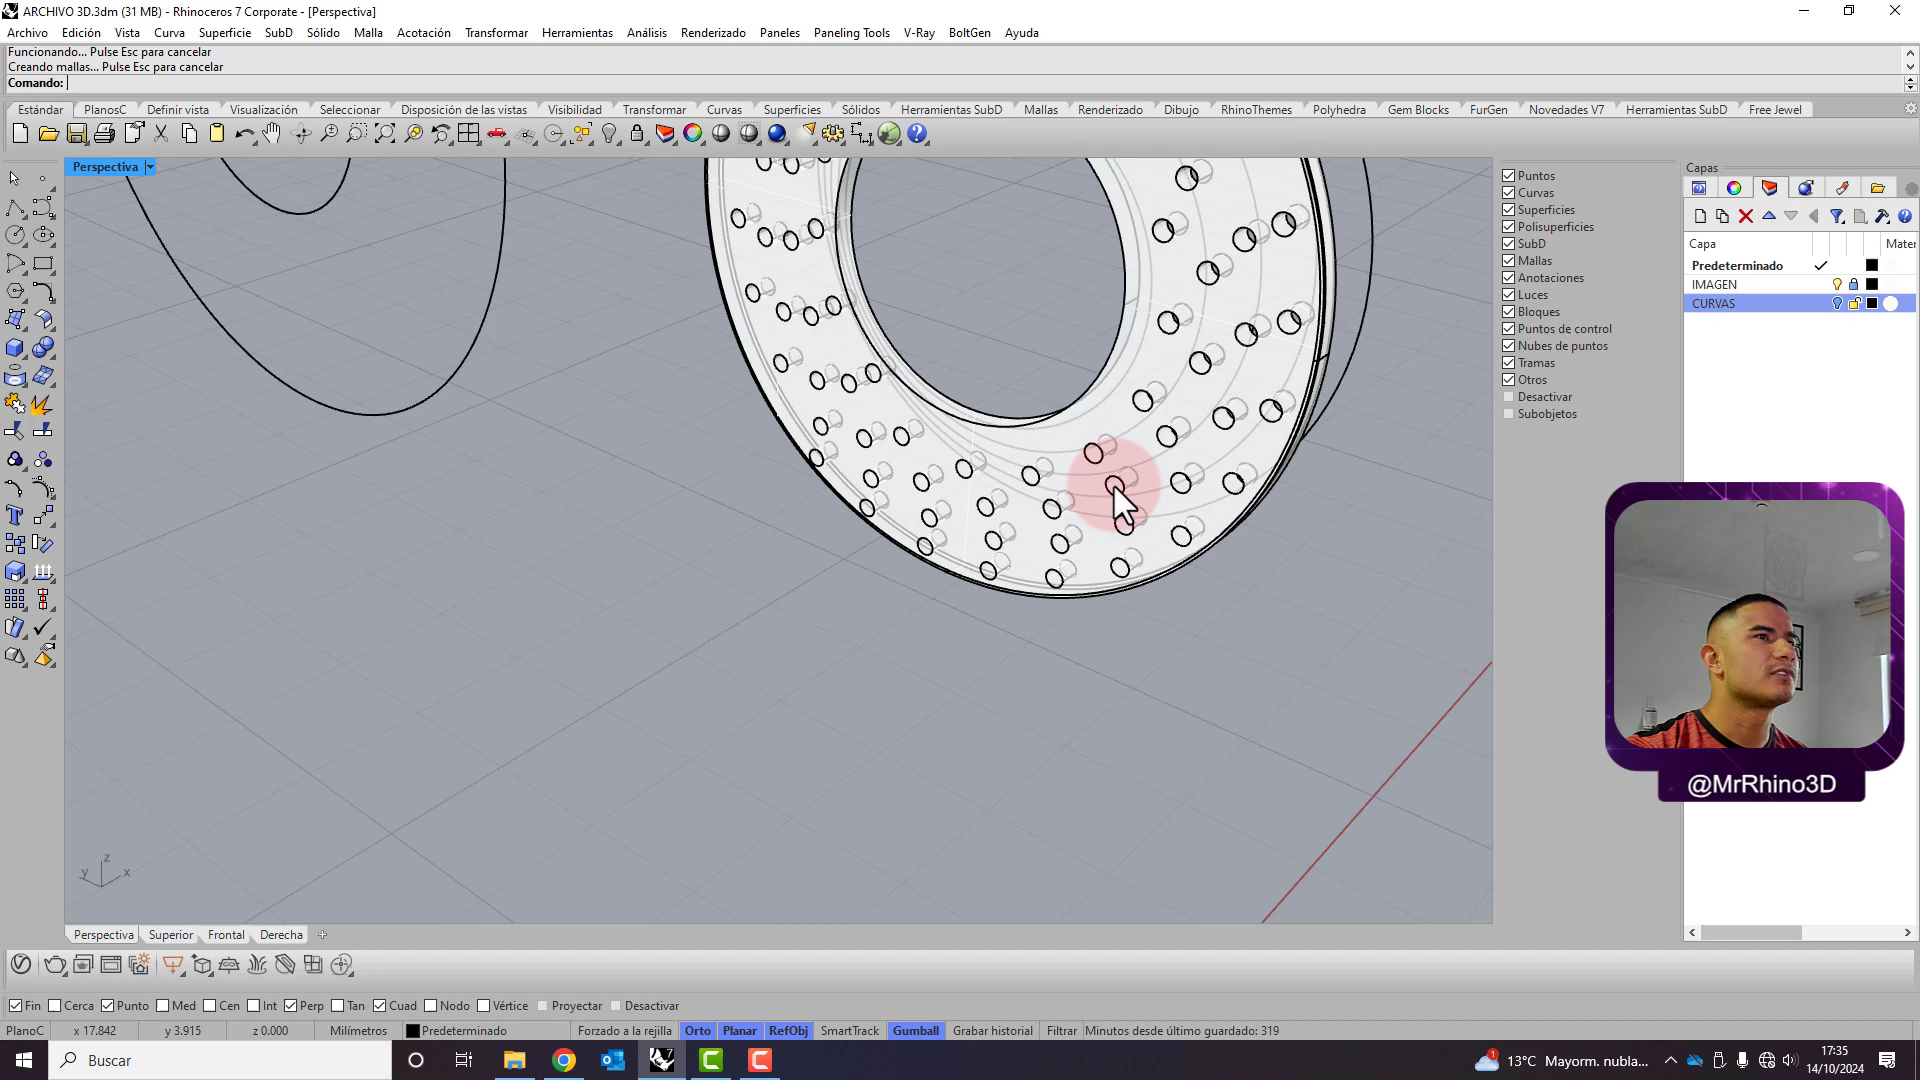 ARCHIVO 3D.3dm (31 MB) - Rhinoceros 7 Corporate - [Perspectiva]
Archivo Edición Vista Curva Superficie SubD Sólido Malla Acotación Transformar Herramientas Análisis Renderizado Paneles Paneling Tools V-Ray BoltGen Ayuda
Funcionando... Pulse Esc para cancelar
Creando mallas... Pulse Esc para cancelar
Comando:
Estándar PlanosC Definir vista Visualización Seleccionar Disposición de las vistas Visibilidad Transformar Curvas Superficies Sólidos Herramientas SubD Mallas Renderizado Dibujo RhinoThemes Polyhedra Gem Blocks FurGen Novedades V7 Herramientas SubD Free Jewel
Perspectiva
Puntos
Curvas
Superficies
Polisuperficies
SubD
Mallas
Anotaciones
Luces
Bloques
Puntos de control
Nubes de puntos
Tramas
Otros
Desactivar
Subobjetos
Capas
Capa Mater
Predeterminado
IMAGEN
CURVAS
@MrRhino3D
z
y x
Perspectiva Superior Frontal Derecha
Fin Cerca Punto Med Cen Int Perp Tan Cuad Nodo Vértice Proyectar Desactivar
PlanoC x 17.842 y 3.915 z 0.000 Milímetros Predeterminado Forzado a la rejilla Orto Planar RefObj SmartTrack Gumball Grabar historial Filtrar Minutos desde último guardado: 319
Buscar
1
13°C Mayorm. nubla...
17:35
14/10/2024